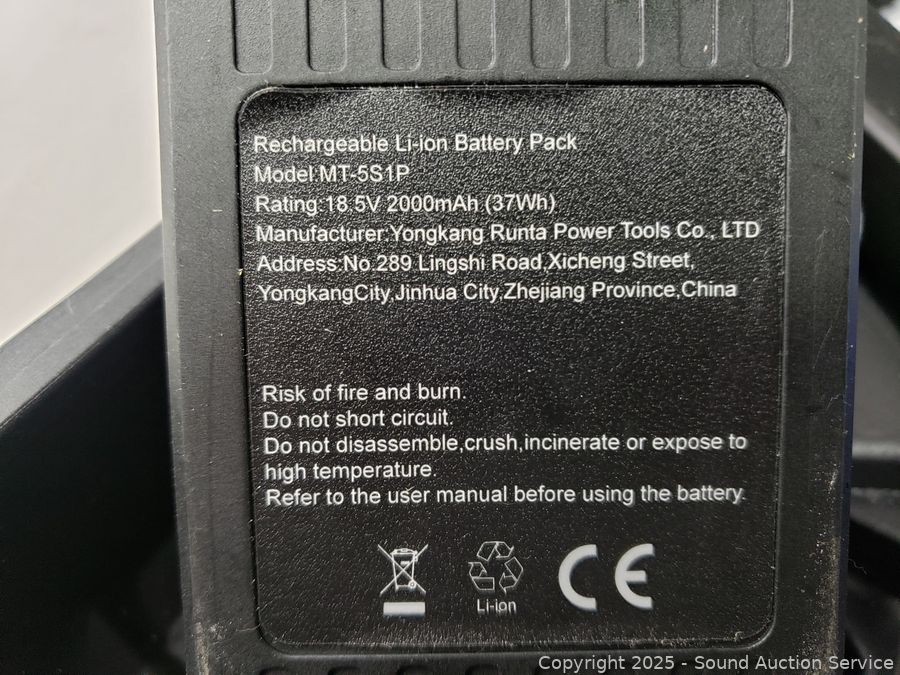 Rechargeable Li-ion Battery Pack
Model:MT-5S1P
Rating:18.5V 2000mAh (37Wh)
Manufacturer:Yongkang Runta Power Tools Co., LTD
Address:No.289 Lingshi Road,Xicheng Street,
YongkangCity,Jinhua City,Zhejiang Province,China
Risk of fire and burn.
Do not short circuit.
Do not disassemble,crush,incinerate or expose to
high temperature.
Refer to the user manual before using the battery.
Li-ion
CE
Copyright 2025 - Sound Auction Service